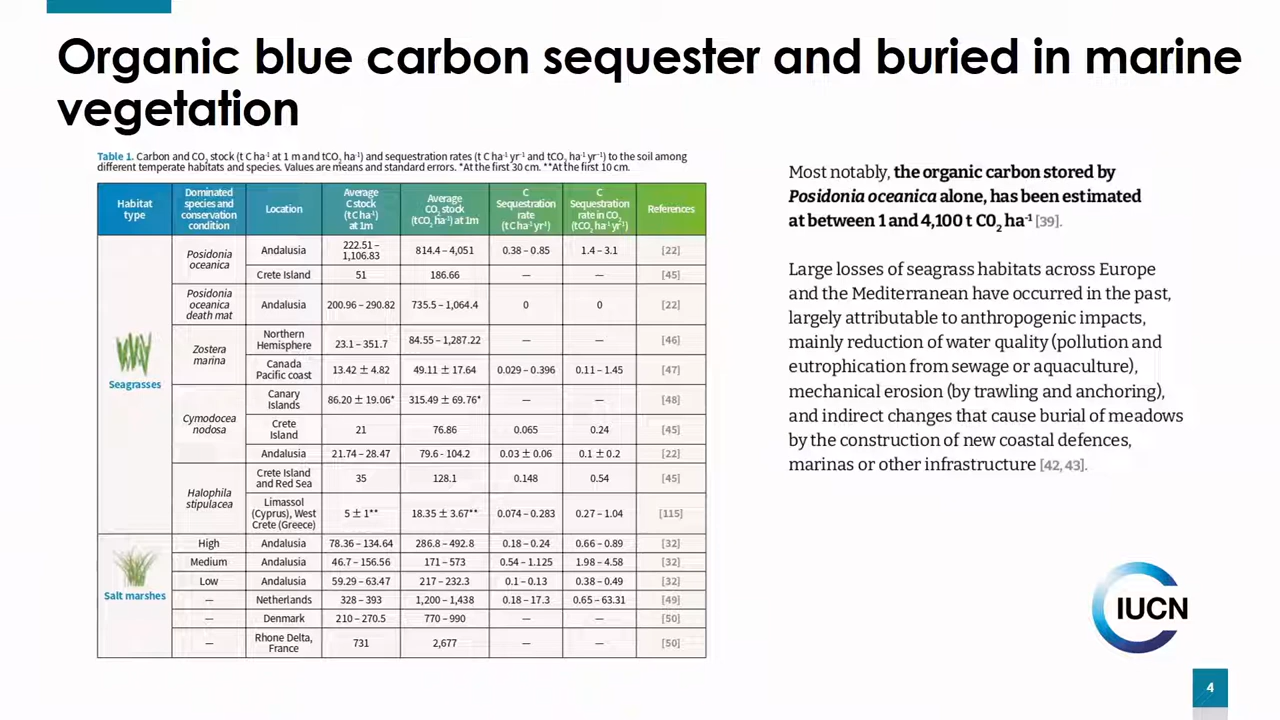 Organic blue carbon sequester and buried in marine
vegetation
Table 1. Carbon and CO2 stock (t C ha-1 at 1 m and tCO2 ha-1) and sequestration rates (t C ha-1 yr-1 and tCO2 ha-1 yr-1) to the soil among
different temperate habitats and species. Values are means and standard errors. *At the first 30 cm. **At the first 10 cm.
Habitat type | Dominated species and conservation condition | Location | Average C stock (t C ha-1) at 1m | Average CO2 stock (tCO2 ha-1) at 1m | C Sequestration rate (t C ha-1 yr-1) | C Sequestration rate in CO2 (tCO2 ha-1 yr-1) | References
Seagrasses
Posidonia oceanica | Andalusia | 222.51 – 1,106.83 | 814.4 – 4,051 | 0.38 – 0.85 | 1.4 – 3.1 | [22]
Crete Island | 51 | 186.66 | — | — | [45]
Posidonia oceanica death mat | Andalusia | 200.96 – 290.82 | 735.5 – 1,064.4 | 0 | 0 | [22]
Zostera marina | Northern Hemisphere | 23.1 – 351.7 | 84.55 – 1,287.22 | — | — | [46]
Canada Pacific coast | 13.42 ± 4.82 | 49.11 ± 17.64 | 0.029 – 0.396 | 0.11 – 1.45 | [47]
Cymodocea nodosa | Canary Islands | 86.20 ± 19.06* | 315.49 ± 69.76* | — | — | [48]
Crete Island | 21 | 76.86 | 0.065 | 0.24 | [45]
Andalusia | 21.74 – 28.47 | 79.6 - 104.2 | 0.03 ± 0.06 | 0.1 ± 0.2 | [22]
Halophila stipulacea | Crete Island and Red Sea | 35 | 128.1 | 0.148 | 0.54 | [45]
Limassol (Cyprus), West Crete (Greece) | 5 ± 1** | 18.35 ± 3.67** | 0.074 – 0.283 | 0.27 – 1.04 | [115]
Salt marshes
High | Andalusia | 78.36 – 134.64 | 286.8 – 492.8 | 0.18 – 0.24 | 0.66 – 0.89 | [32]
Medium | Andalusia | 46.7 – 156.56 | 171 – 573 | 0.54 – 1.125 | 1.98 – 4.58 | [32]
Low | Andalusia | 59.29 – 63.47 | 217 – 232.3 | 0.1 – 0.13 | 0.38 – 0.49 | [32]
— | Netherlands | 328 – 393 | 1,200 – 1,438 | 0.18 – 17.3 | 0.65 – 63.31 | [49]
— | Denmark | 210 – 270.5 | 770 – 990 | — | — | [50]
— | Rhone Delta, France | 731 | 2,677 | — | — | [50]
Most notably, the organic carbon stored by
Posidonia oceanica alone, has been estimated
at between 1 and 4,100 t CO2 ha-1 [39].
Large losses of seagrass habitats across Europe
and the Mediterranean have occurred in the past,
largely attributable to anthropogenic impacts,
mainly reduction of water quality (pollution and
eutrophication from sewage or aquaculture),
mechanical erosion (by trawling and anchoring),
and indirect changes that cause burial of meadows
by the construction of new coastal defences,
marinas or other infrastructure [42, 43].
IUCN
4